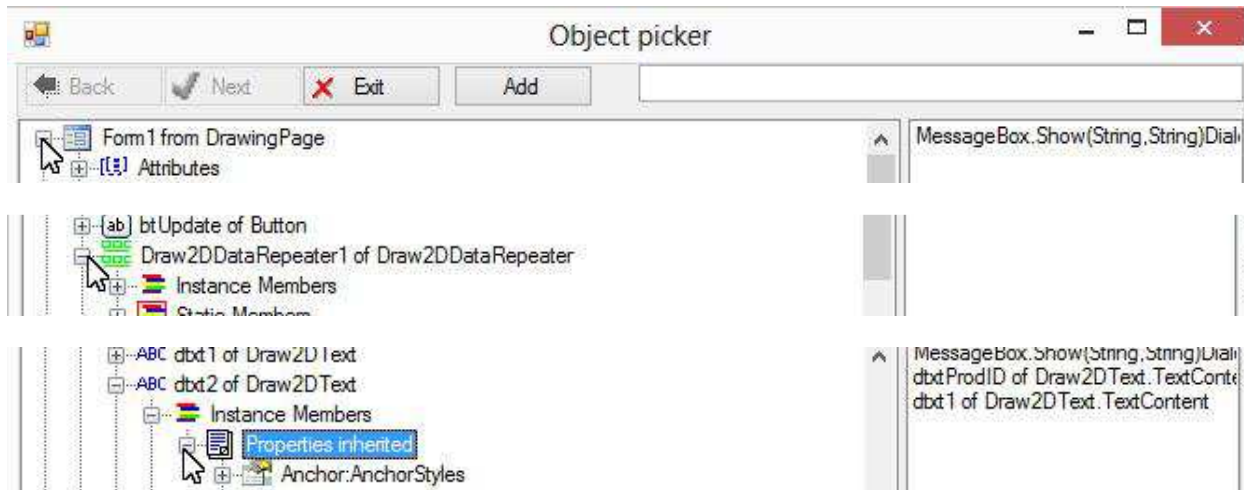 Object picker
Back Next Exit Add
Form1 from DrawingPage
MessageBox.Show(String,String)Dial
Attributes
btUpdate of Button
Draw2DDataRepeater1 of Draw2DDataRepeater
Instance Members
Static Members
dtxt1 of Draw2DText
MessageBox.Show(String,String)Dial
dtxt2 of Draw2DText
dtxtProdID of Draw2DText.TextConte
Instance Members
dtxt1 of Draw2DText.TextContent
Properties inherited
Anchor:AnchorStyles